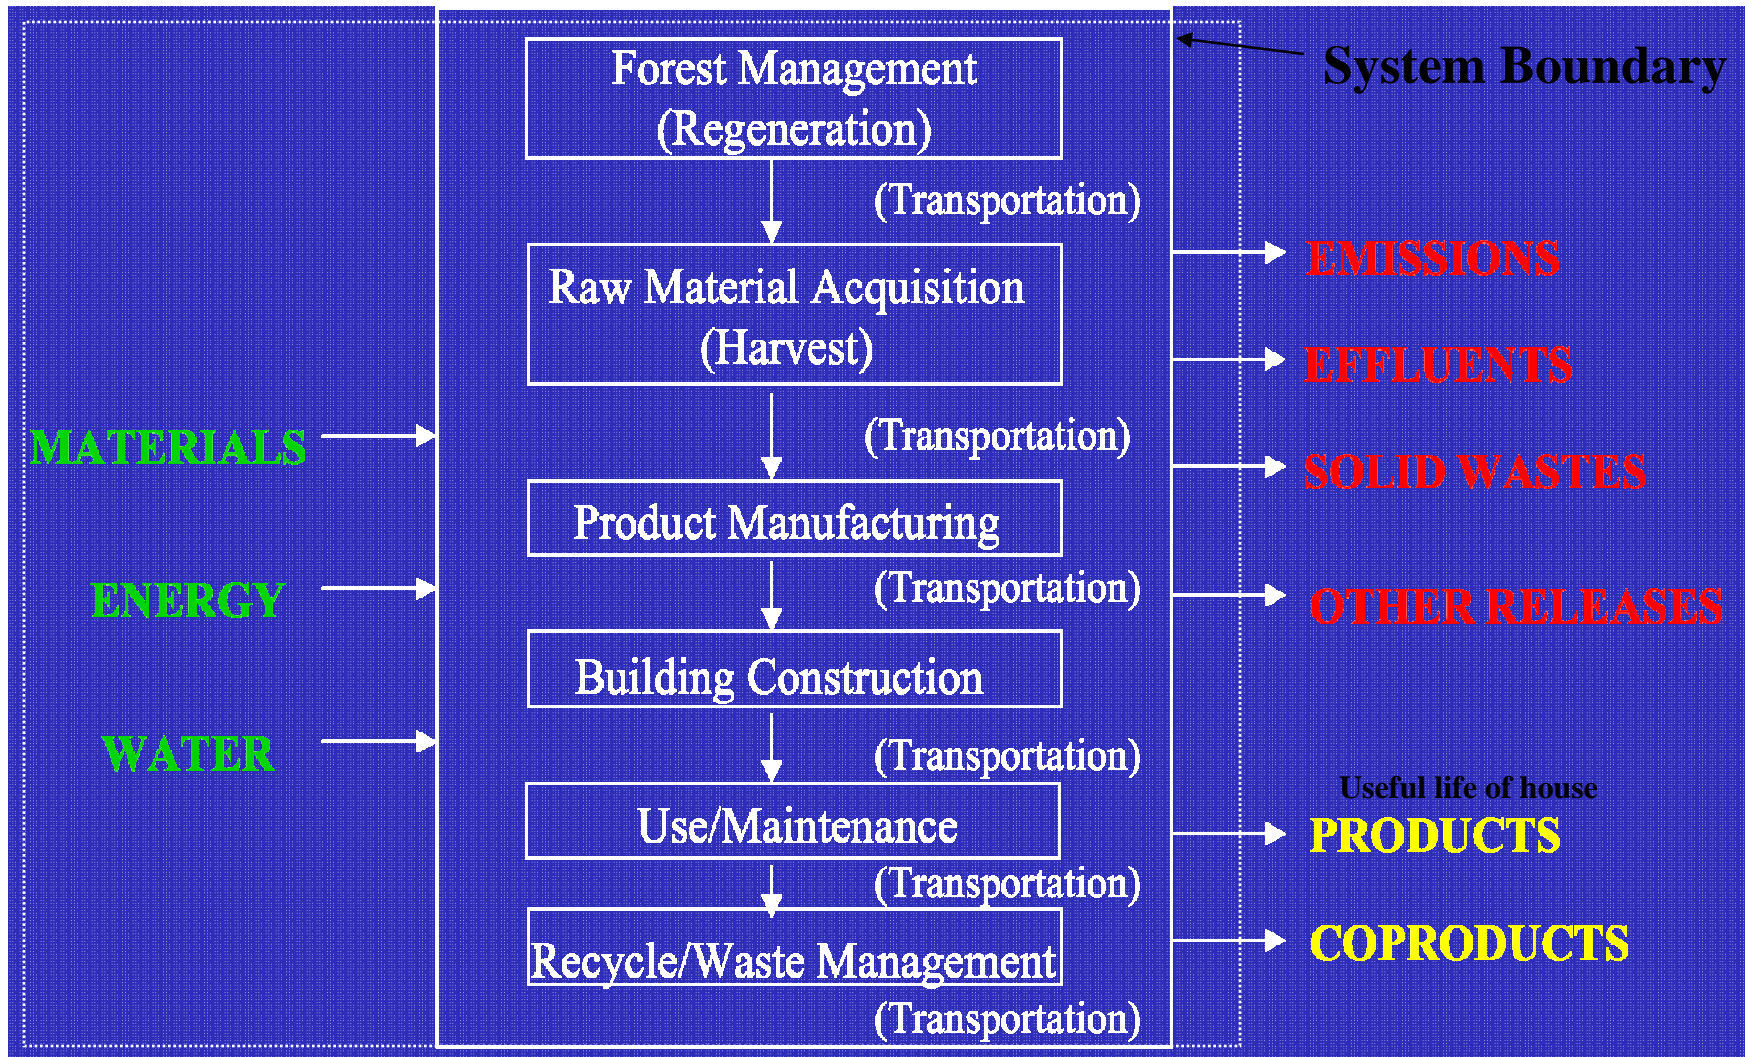 System Boundary
Forest Management
(Regeneration)
(Transportation)
Raw Material Acquisition
(Harvest)
(Transportation)
Product Manufacturing
(Transportation)
Building Construction
(Transportation)
Use/Maintenance
(Transportation)
Recycle/Waste Management
(Transportation)
MATERIALS
ENERGY
WATER
EMISSIONS
EFFLUENTS
SOLID WASTES
OTHER RELEASES
Useful life of house
PRODUCTS
COPRODUCTS